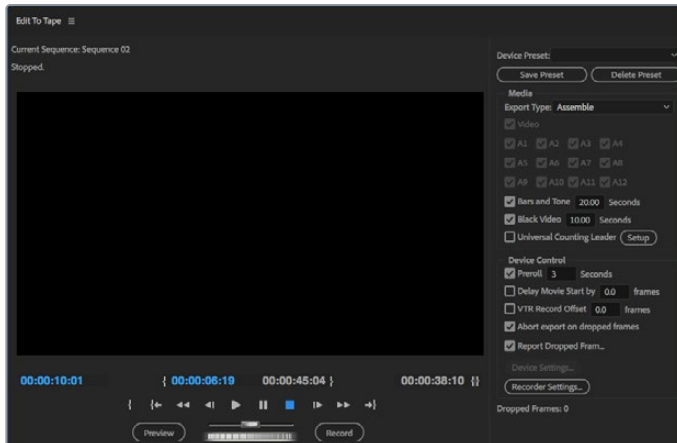 Edit To Tape
Current Sequence: Sequence 02
Stopped.
00:00:10:01
{ 00:00:06:19
00:00:45:04 }
00:00:38:10 {}
Preview
Record
Device Preset:
Save Preset
Delete Preset
Media
Export Type: Assemble
Video
A1 A2 A3 A4
A5 A6 A7 A8
A9 A10 A11 A12
Bars and Tone 20.00 Seconds
Black Video 10.00 Seconds
Universal Counting Leader Setup
Device Control
Preroll 3 Seconds
Delay Movie Start by 0.0 frames
VTR Record Offset 0.0 frames
Abort export on dropped frames
Report Dropped Fram...
Device Settings...
Recorder Settings...
Dropped Frames: 0